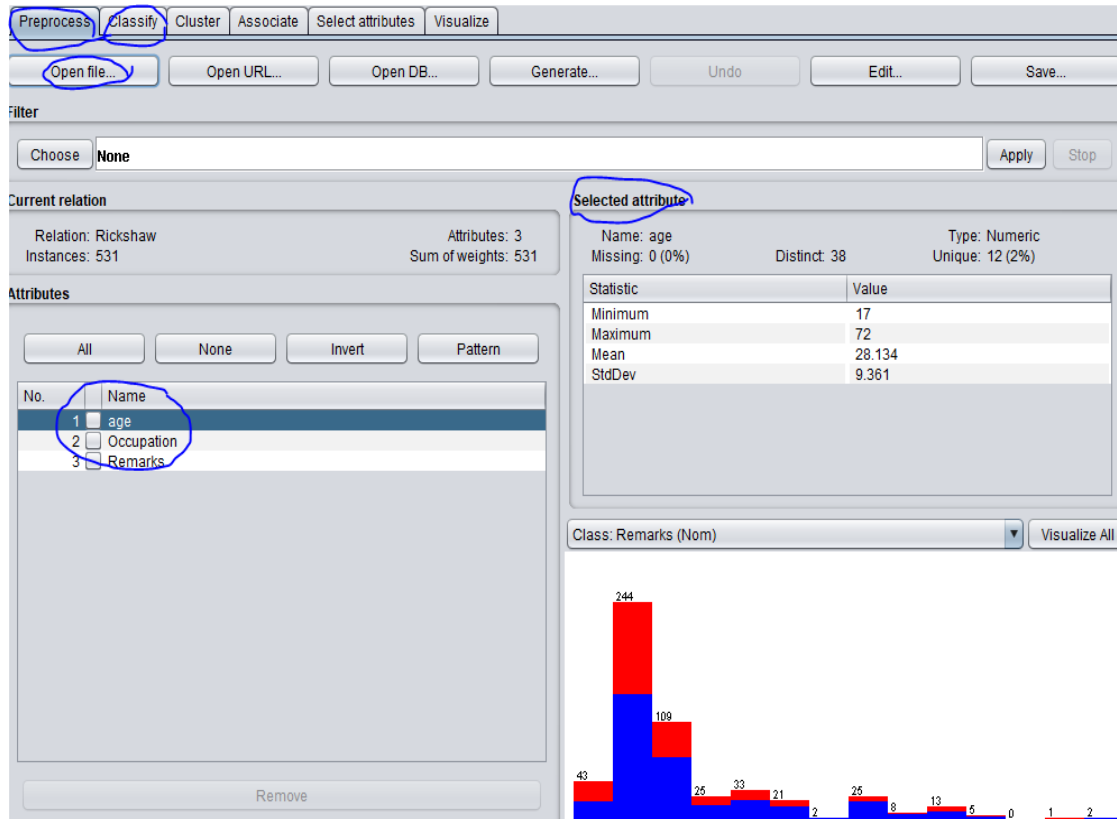 Preprocess Classify Cluster Associate Select attributes Visualize
Open file... Open URL... Open DB... Generate... Undo Edit... Save...
Filter
Choose None Apply Stop
Current relation
Relation: Rickshaw Attributes: 3
Instances: 531 Sum of weights: 531
Attributes
All None Invert Pattern
No. Name
1 age
2 Occupation
3 Remarks
Remove
Selected attribute
Name: age Type: Numeric
Missing: 0 (0%) Distinct: 38 Unique: 12 (2%)
Statistic Value
Minimum 17
Maximum 72
Mean 28.134
StdDev 9.361
Class: Remarks (Nom) Visualize All
43 244 109 25 33 21 2 25 8 13 5 0 1 2